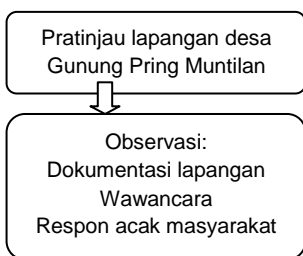 Pratinjau lapangan desa
Gunung Pring Muntilan
Observasi:
Dokumentasi lapangan
Wawancara
Respon acak masyarakat